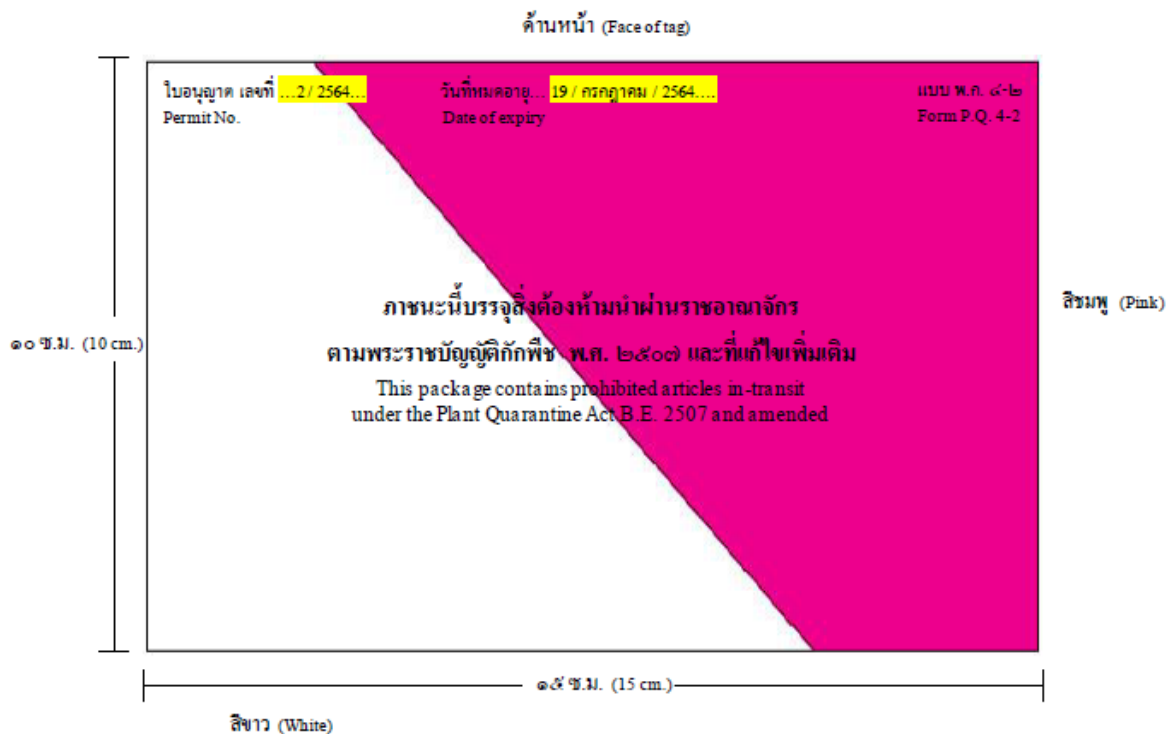 ด้านหน้า (Face of tag)
ใบอนุญาต เลขที่ ...2 / 2564... วันที่หมดอายุ... 19 / กรกฎาคม / 2564.... แบบ พ.ก. ๔-๒
Permit No. Date of expiry Form P.Q. 4-2
ภาชนะนี้บรรจุสิ่งต้องห้ามนำผ่านราชอาณาจักร
สีชมพู (Pink)
๑๐ ซ.ม. (10 cm.)
ตามพระราชบัญญัติกักพืช พ.ศ. ๒๕๐๗ และที่แก้ไขเพิ่มเติม
This package contains prohibited articles in-transit
under the Plant Quarantine Act B.E. 2507 and amended
๑๕ ซ.ม. (15 cm.)
สีขาว (White)